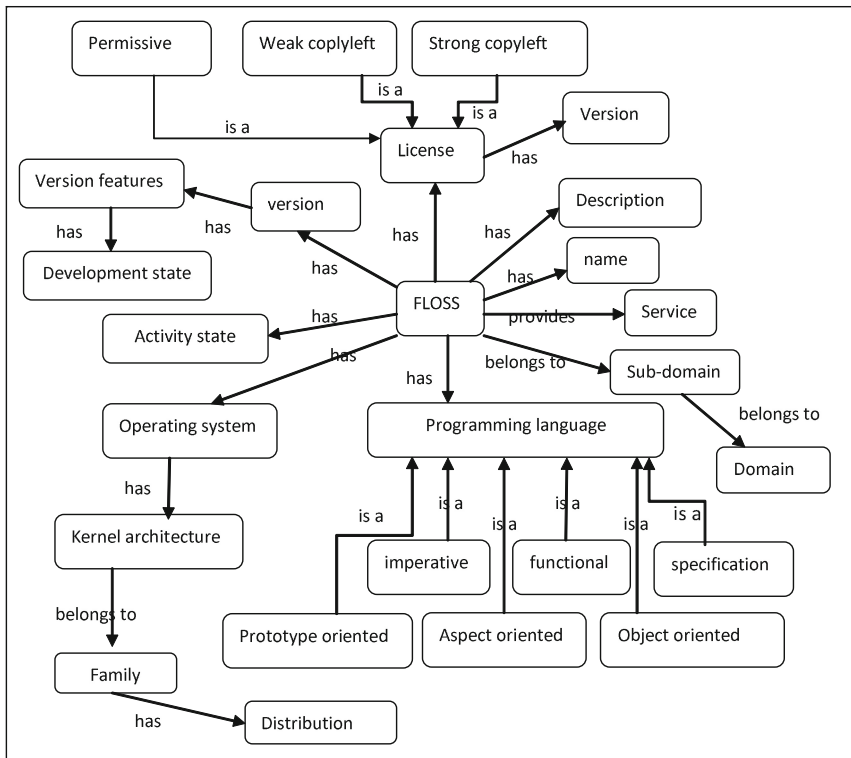 Permissive
Weak coplyleft
Strong copyleft
is a
is a
is a
Version
License
has
Version features
version
Description
has
has
has
has
Development state
has
name
has
FLOSS
Service
provides
Activity state
has
has
belongs to
Sub-domain
has
Operating system
Programming language
belongs to
Domain
has
is a
is a
is a
is a
is a
is a
Kernel architecture
imperative
functional
specification
belongs to
Prototype oriented
Aspect oriented
Object oriented
Family
has
Distribution